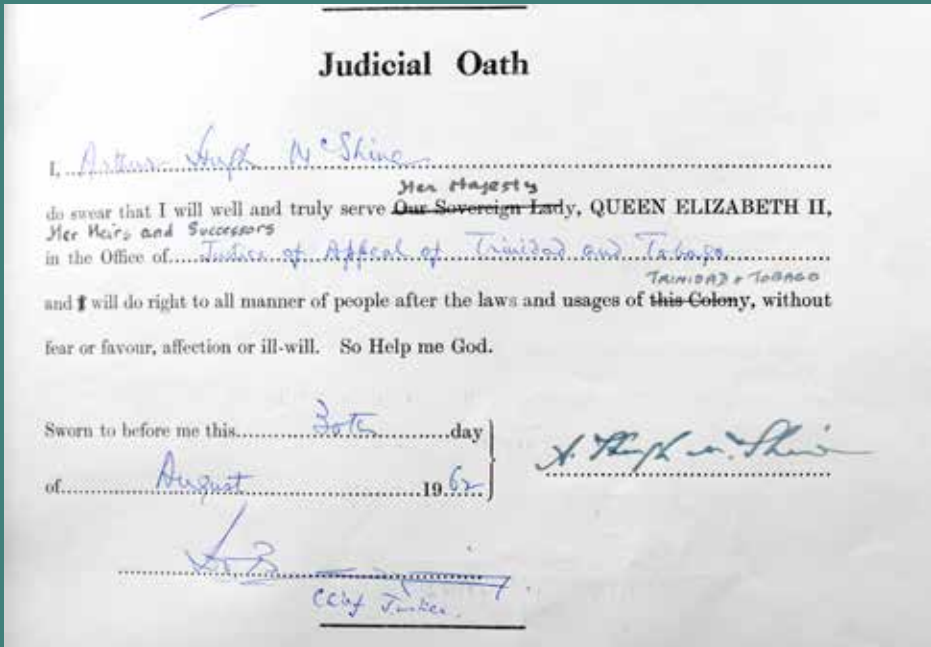 Judicial Oath
I, Arthur Hugh McShine
Her Majesty
do swear that I will well and truly serve Our Sovereign Lady, QUEEN ELIZABETH II,
Her Heirs and Successors
in the Office of Justice of Appeal of Trinidad and Tobago
TRINIDAD & TOBAGO
and I will do right to all manner of people after the laws and usages of this Colony, without
fear or favour, affection or ill-will. So Help me God.
Sworn to before me this 30th day
A. Hugh McShine
of August 1962
Chief Justice.